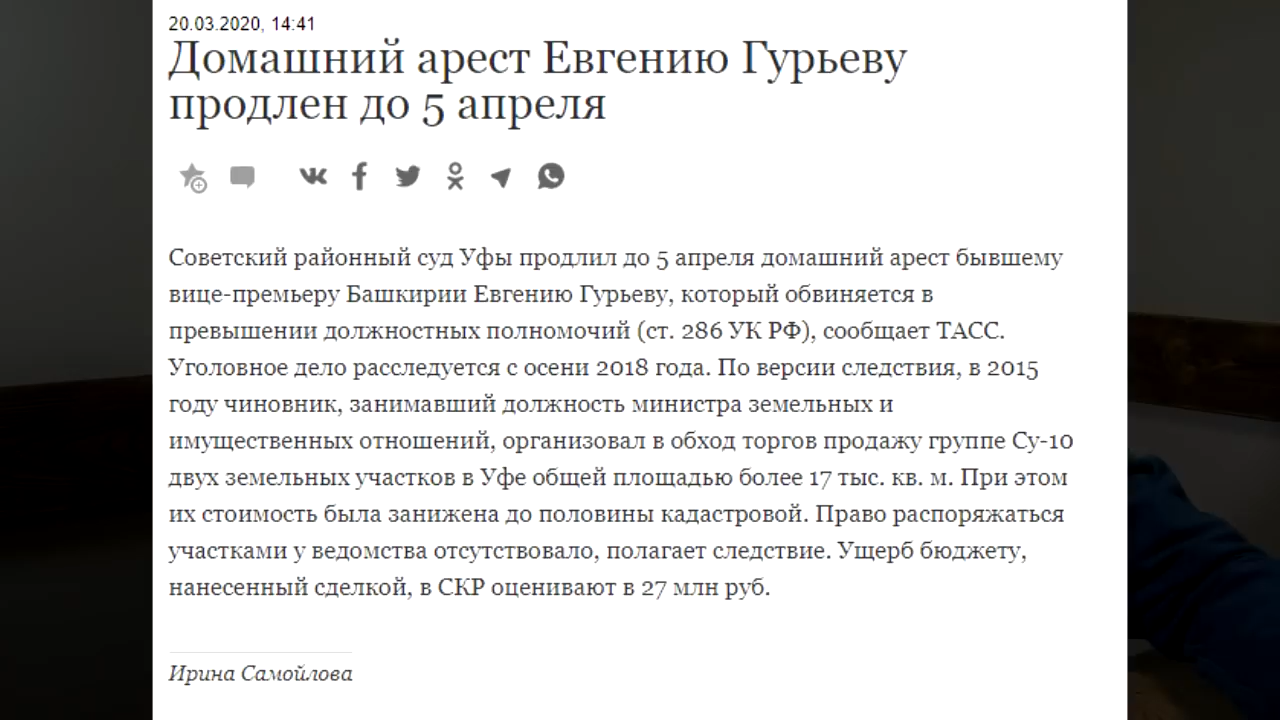 20.03.2020, 14:41
Домашний арест Евгению Гурьеву
продлен до 5 апреля
Советский районный суд Уфы продлил до 5 апреля домашний арест бывшему
вице-премьеру Башкирии Евгению Гурьеву, который обвиняется в
превышении должностных полномочий (ст. 286 УК РФ), сообщает ТАСС.
Уголовное дело расследуется с осени 2018 года. По версии следствия, в 2015
году чиновник, занимавший должность министра земельных и
имущественных отношений, организовал в обход торгов продажу группе Су-10
двух земельных участков в Уфе общей площадью более 17 тыс. кв. м. При этом
их стоимость была занижена до половины кадастровой. Право распоряжаться
участками у ведомства отсутствовало, полагает следствие. Ущерб бюджету,
нанесенный сделкой, в СКР оценивают в 27 млн руб.
Ирина Самойлова